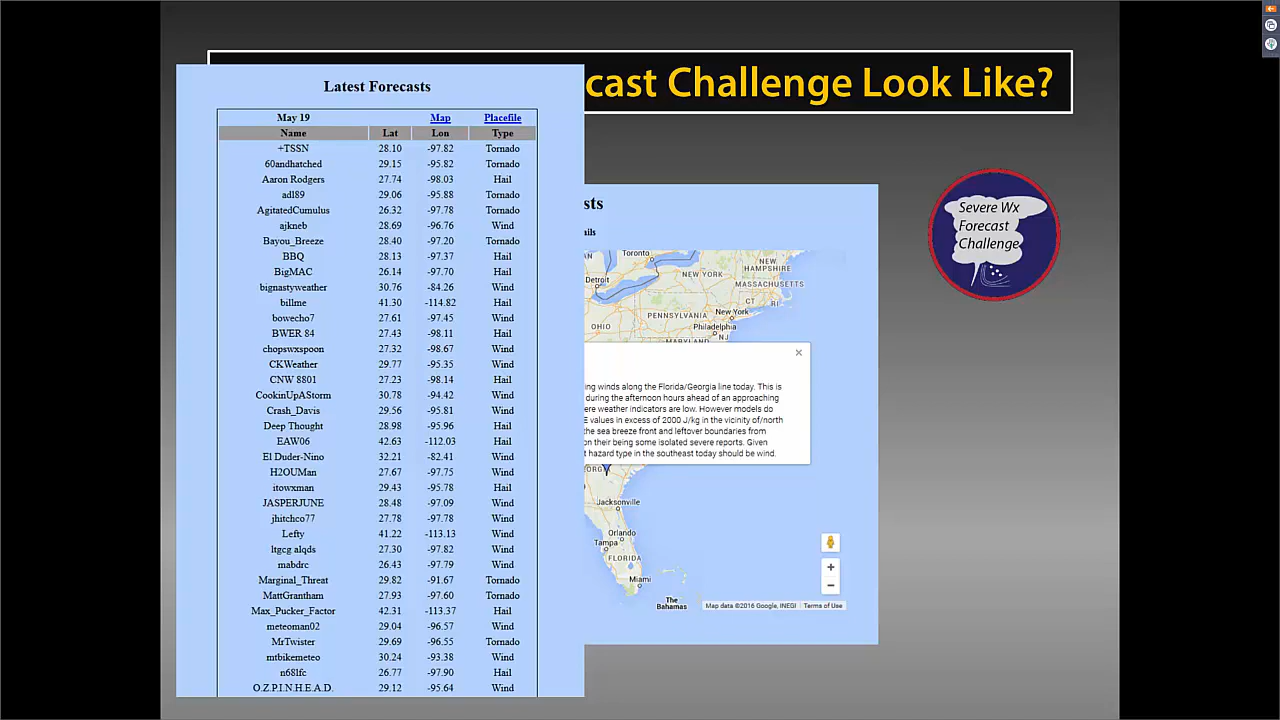 cast Challenge Look Like?
Latest Forecasts
May 19 Map Placefile
Name Lat Lon Type
+TSSN 28.10 -97.82 Tornado
60andhatched 29.15 -95.82 Tornado
Aaron Rodgers 27.74 -98.03 Hail
adl89 29.06 -95.88 Tornado
AgitatedCumulus 26.32 -97.78 Tornado
ajkneb 28.69 -96.76 Wind
Bayou_Breeze 28.40 -97.20 Tornado
BBQ 28.13 -97.37 Hail
BigMAC 26.14 -97.70 Hail
bignastyweather 30.76 -84.26 Wind
billme 41.30 -114.82 Hail
bowecho7 27.61 -97.45 Wind
BWER 84 27.43 -98.11 Hail
chopswxspoon 27.32 -98.67 Wind
CKWeather 29.77 -95.35 Wind
CNW 8801 27.23 -98.14 Hail
CookinUpAStorm 30.78 -94.42 Wind
Crash_Davis 29.56 -95.81 Wind
Deep Thought 28.98 -95.96 Hail
EAW06 42.63 -112.03 Hail
El Duder-Nino 32.21 -82.41 Wind
H2OUMan 27.67 -97.75 Wind
itowxman 29.43 -95.78 Hail
JASPERJUNE 28.48 -97.09 Wind
jhitchco77 27.78 -97.78 Wind
Lefty 41.22 -113.13 Wind
ltgcg alqds 27.30 -97.82 Wind
mabdrc 26.43 -97.79 Wind
Marginal_Threat 29.82 -91.67 Tornado
MattGrantham 27.93 -97.60 Tornado
Max_Pucker_Factor 42.31 -113.37 Hail
meteoman02 29.04 -96.57 Wind
MrTwister 29.69 -96.55 Tornado
mtbikemeteo 30.24 -93.38 Wind
n68lfc 26.77 -97.90 Hail
O.Z.P.I.N.H.E.A.D. 29.12 -95.64 Wind
sts
ails
Toronto
AN
NEW
HAMPSHIRE
NEW YORK
Detroit
MASSACHUSETTS
CT
RI
New York
PENNSYLVANIA
OHIO
Philadelphia
NJ
MARYLAND
ing winds along the Florida/Georgia line today. This is
during the afternoon hours ahead of an approaching
ere weather indicators are low. However models do
E values in excess of 2000 J/kg in the vicinity of/north
the sea breeze front and leftover boundaries from
on their being some isolated severe reports. Given
t hazard type in the southeast today should be wind.
EORG
Jacksonville
Orlando
Tampa
FLORIDA
Miami
The
Bahamas
+
−
Map data ©2016 Google, INEGI Terms of Use
Severe Wx
Forecast
Challenge